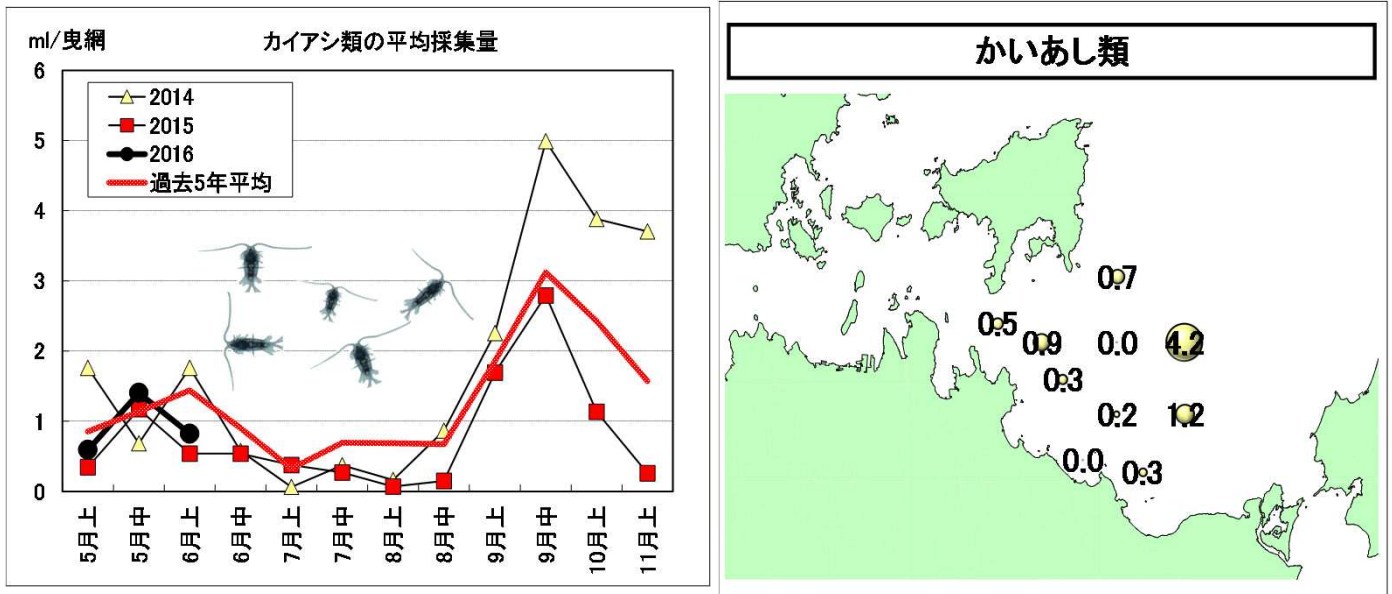 ml/曳網
カイアシ類の平均採集量
6
5
4
3
2
1
0
2014
2015
2016
過去5年平均
5月上
5月中
6月上
6月中
7月上
7月中
8月上
8月中
9月上
9月中
10月上
11月上
かいあし類
0.7
0.5
0.9
0.0
4.2
0.3
0.2
1.2
0.0
0.3